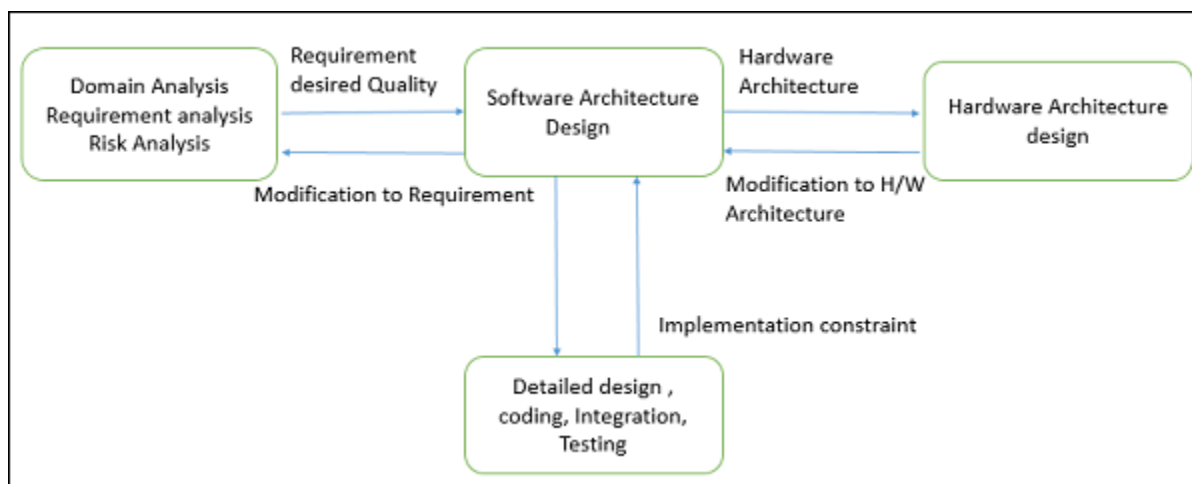 Domain Analysis
Requirement analysis
Risk Analysis
Requirement
desired Quality
Modification to Requirement
Software Architecture
Design
Hardware
Architecture
Modification to H/W
Architecture
Hardware Architecture
design
Implementation constraint
Detailed design ,
coding, Integration,
Testing